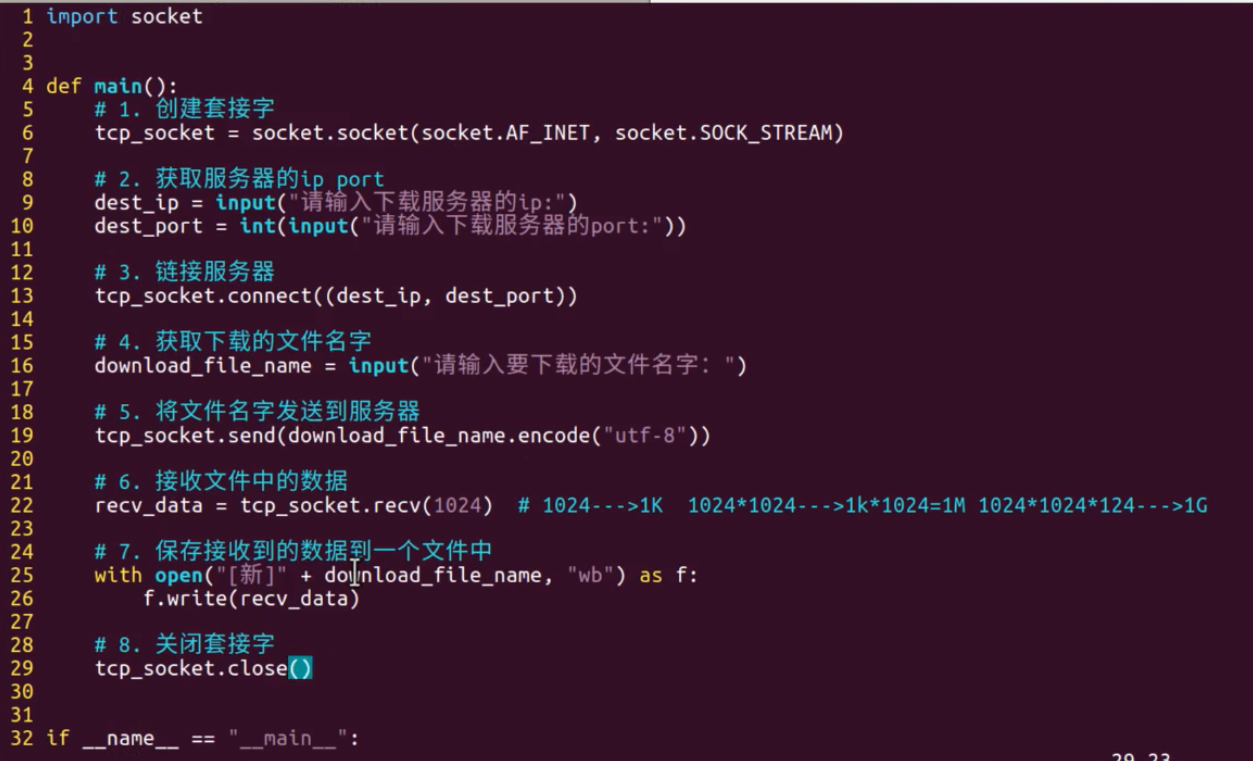 1 import socket
2
3
4 def main():
5     # 1. 创建套接字
6     tcp_socket = socket.socket(socket.AF_INET, socket.SOCK_STREAM)
7
8     # 2. 获取服务器的ip port
9     dest_ip = input("请输入下载服务器的ip:")
10     dest_port = int(input("请输入下载服务器的port:"))
11
12     # 3. 链接服务器
13     tcp_socket.connect((dest_ip, dest_port))
14
15     # 4. 获取下载的文件名字
16     download_file_name = input("请输入要下载的文件名字：")
17
18     # 5. 将文件名字发送到服务器
19     tcp_socket.send(download_file_name.encode("utf-8"))
20
21     # 6. 接收文件中的数据
22     recv_data = tcp_socket.recv(1024)  # 1024--->1K  1024*1024--->1k*1024=1M 1024*1024*124--->1G
23
24     # 7. 保存接收到的数据到一个文件中
25     with open("[新]" + download_file_name, "wb") as f:
26         f.write(recv_data)
27
28     # 8. 关闭套接字
29     tcp_socket.close()
30
31
32 if __name__ == "__main__":